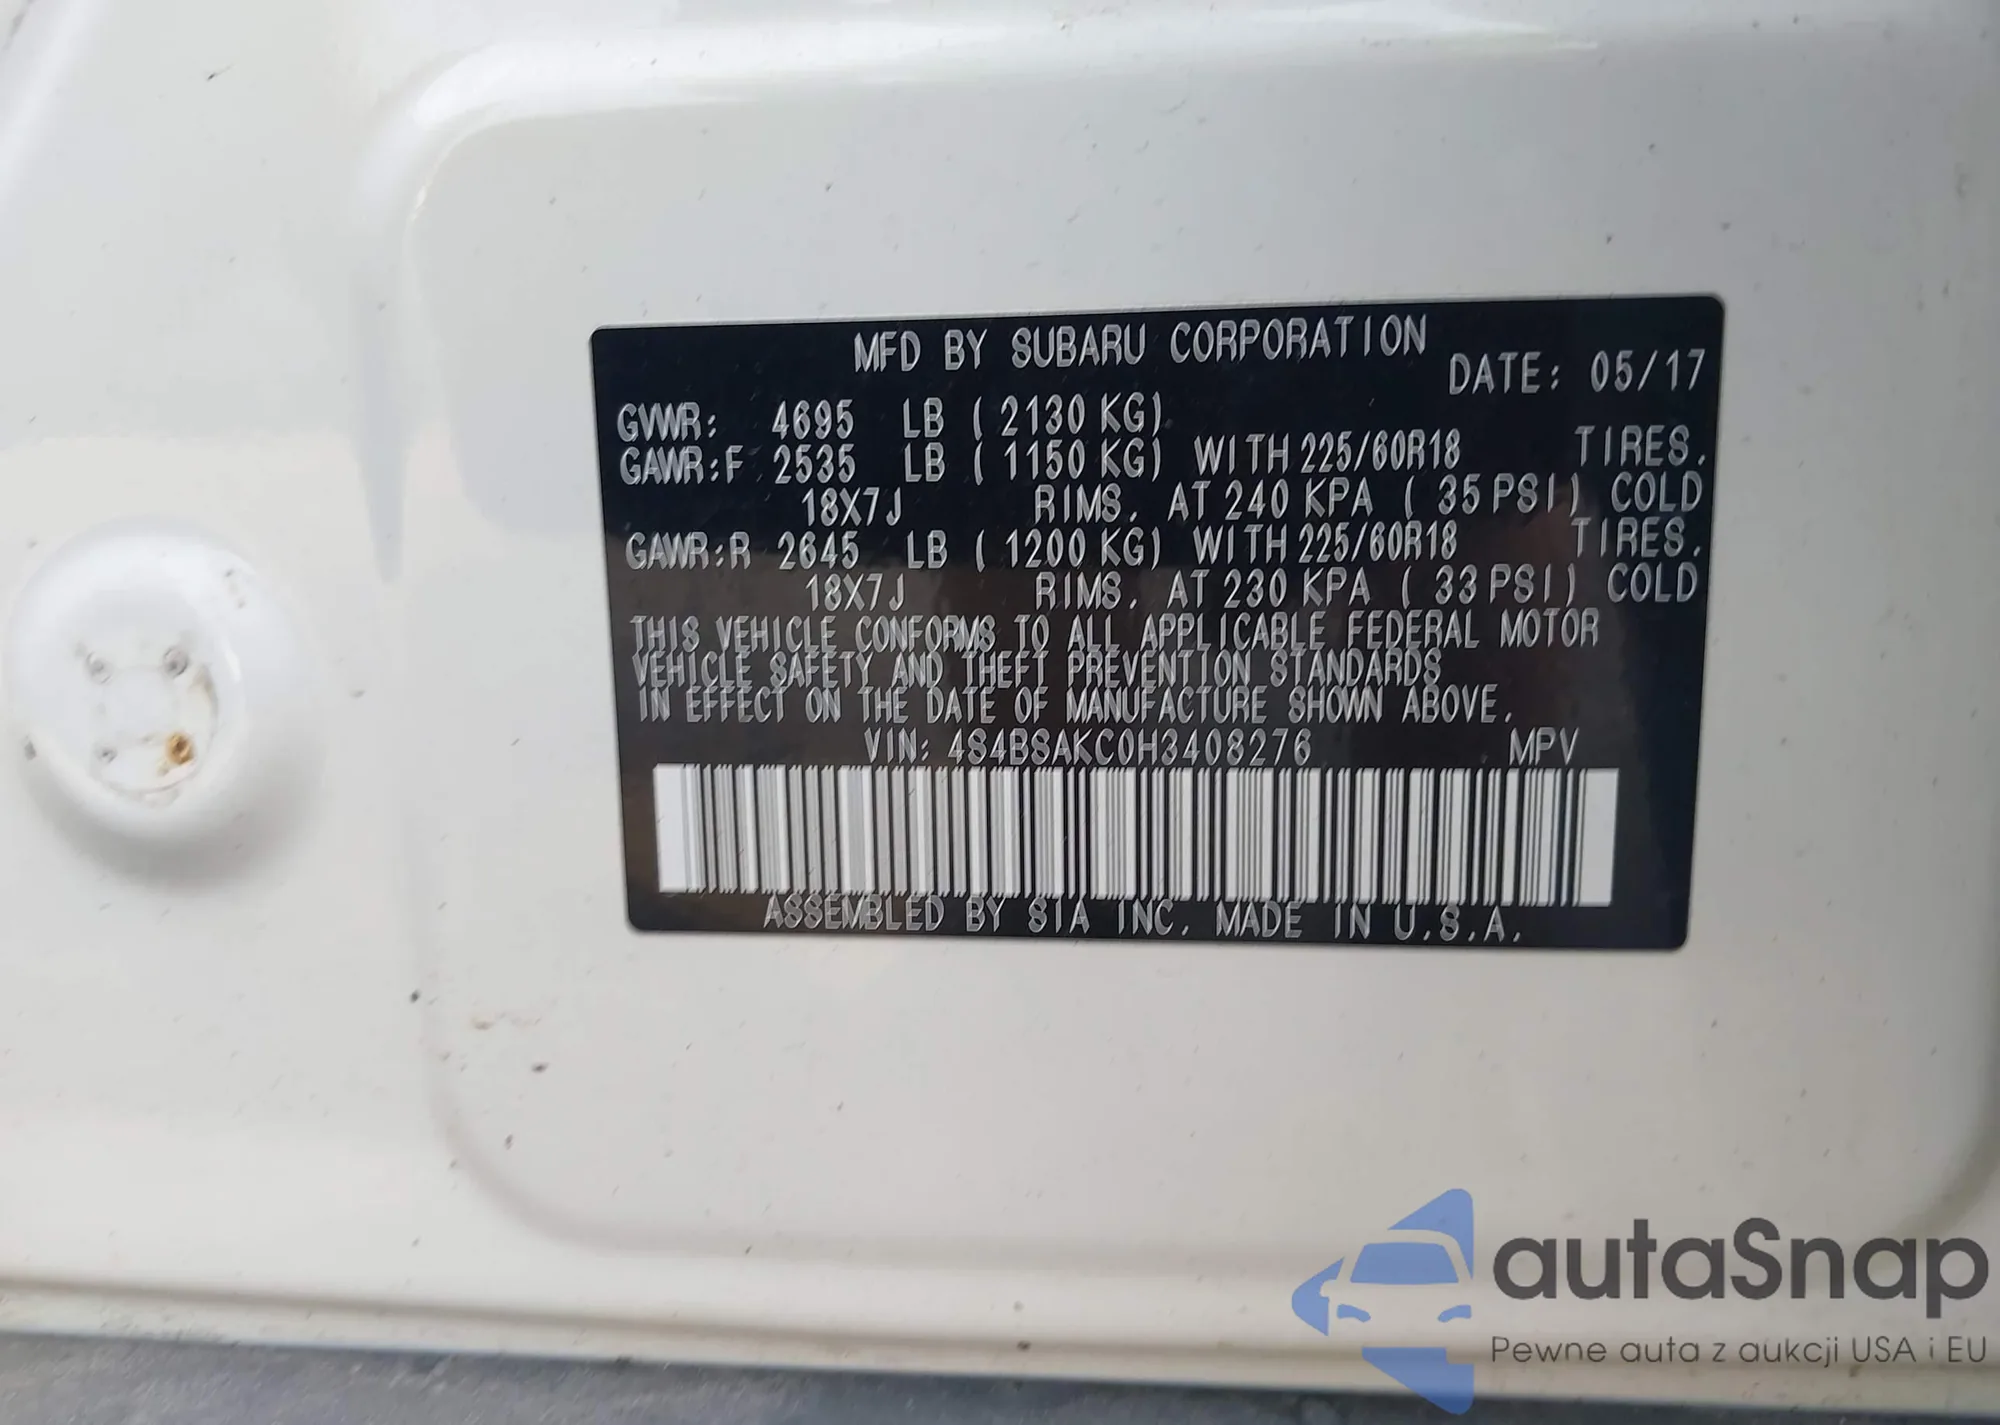 MFD BY SUBARU CORPORATION
DATE: 05/17
GVWR: 4695 LB ( 2130 KG)
GAWR:F 2535 LB ( 1150 KG) WITH 225/60R18 TIRES.
18X7J RIMS. AT 240 KPA ( 35 PSI) COLD
GAWR:R 2645 LB ( 1200 KG) WITH 225/60R18 TIRES.
18X7J RIMS. AT 230 KPA ( 33 PSI) COLD
THIS VEHICLE CONFORMS TO ALL APPLICABLE FEDERAL MOTOR
VEHICLE SAFETY AND THEFT PREVENTION STANDARDS
IN EFFECT ON THE DATE OF MANUFACTURE SHOWN ABOVE.
VIN: 4S4BSAKC0H3408276 MPV
ASSEMBLED BY SIA INC. MADE IN U.S.A.
autaSnap
Pewne auta z aukcji USA i EU